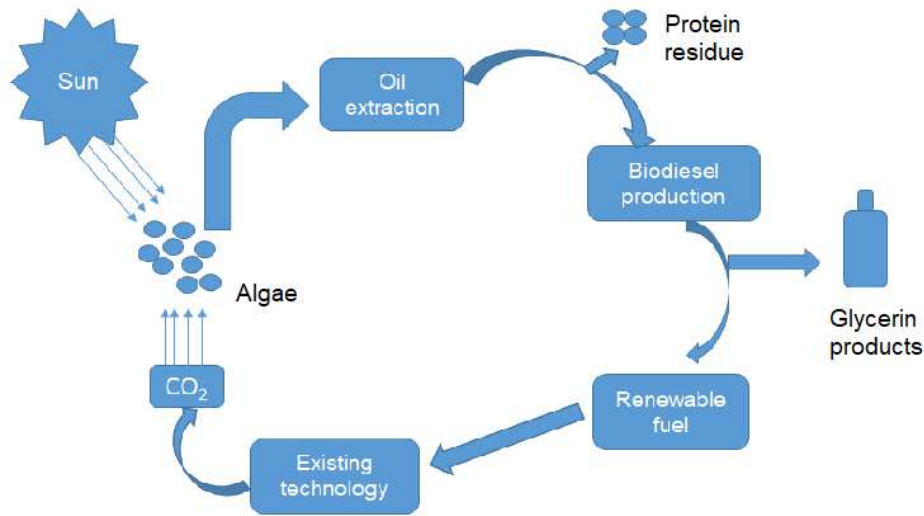 Sun
Protein
residue
Oil
extraction
Biodiesel
production
Algae
Glycerin
products
CO₂
Renewable
fuel
Existing
technology